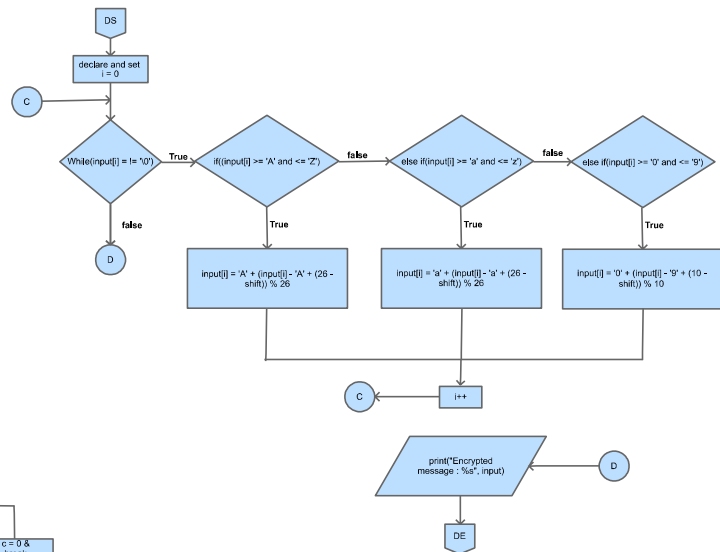 DS
declare and set
i = 0
C
While(input[i] = != '\0')
True
if((input[i] >= 'A' and <= 'Z')
false
else if(input[i] >= 'a' and <= 'z')
false
else if(input[i] >= '0' and <= '9')
false
True
True
True
D
input[i] = 'A' + (input[i] - 'A' + (26 -
shift)) % 26
input[i] = 'a' + (input[i] - 'a' + (26 -
shift)) % 26
input[i] = '0' + (input[i] - '9' + (10 -
shift)) % 10
C
i++
print("Encrypted
message : %s", input)
D
DE
c = 0 &